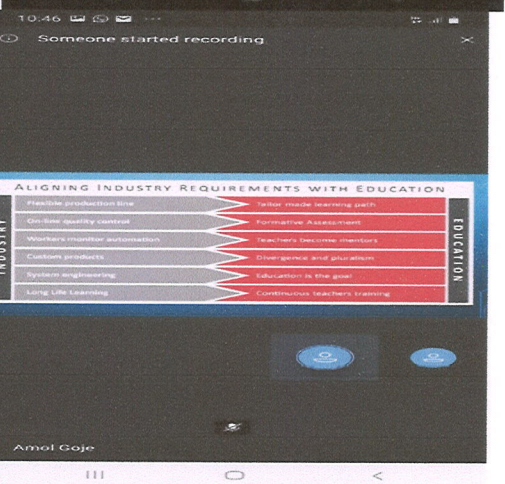 10:46
Someone started recording
ALIGNING INDUSTRY REQUIREMENTS WITH EDUCATION
INDUSTRY
Flexible production line
Tailor made learning path
On-line quality control
Formative Assessment
Workers monitor automation
Teachers become mentors
Custom products
Divergence and pluralism
System engineering
Education is the goal
Long Life Learning
Continuous teachers training
EDUCATION
Amol Goje